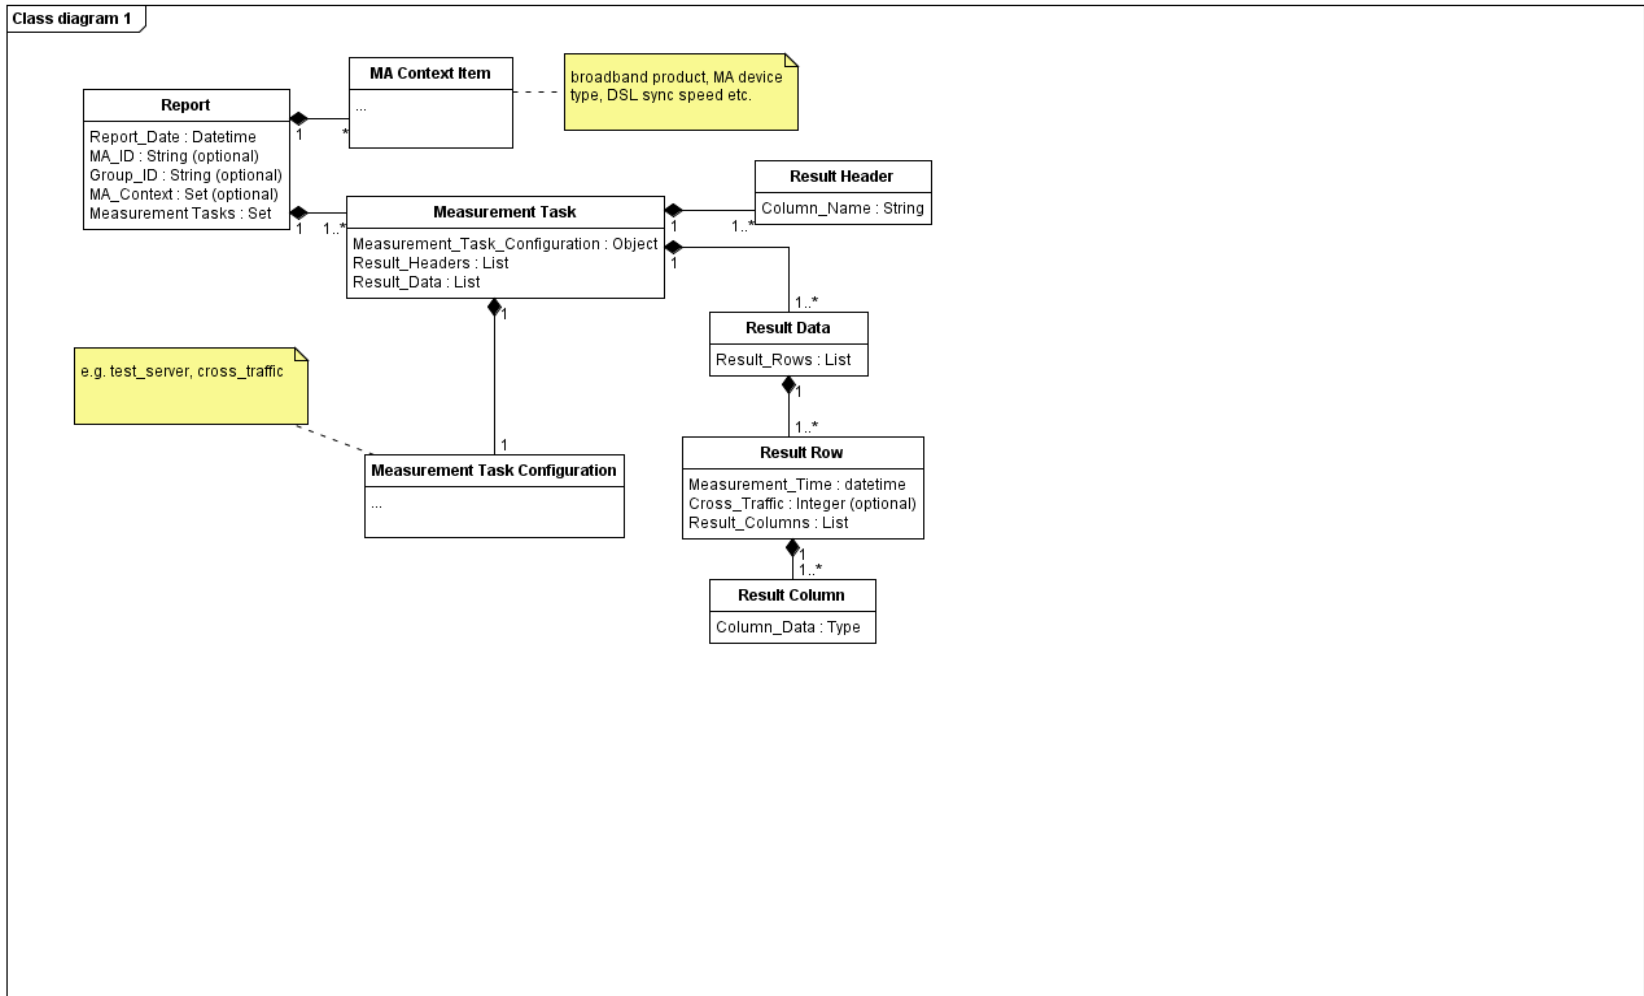 Class diagram 1
MA Context Item
...
broadband product, MA device
type, DSL sync speed etc.
Report
Report_Date : Datetime
MA_ID : String (optional)
Group_ID : String (optional)
MA_Context : Set (optional)
Measurement Tasks : Set
1
*
1
1..*
Measurement Task
Measurement_Task_Configuration : Object
Result_Headers : List
Result_Data : List
1
1..*
Result Header
Column_Name : String
1
1..*
Result Data
Result_Rows : List
1
1..*
1
1
e.g. test_server, cross_traffic
Measurement Task Configuration
...
Result Row
Measurement_Time : datetime
Cross_Traffic : Integer (optional)
Result_Columns : List
1
1..*
Result Column
Column_Data : Type